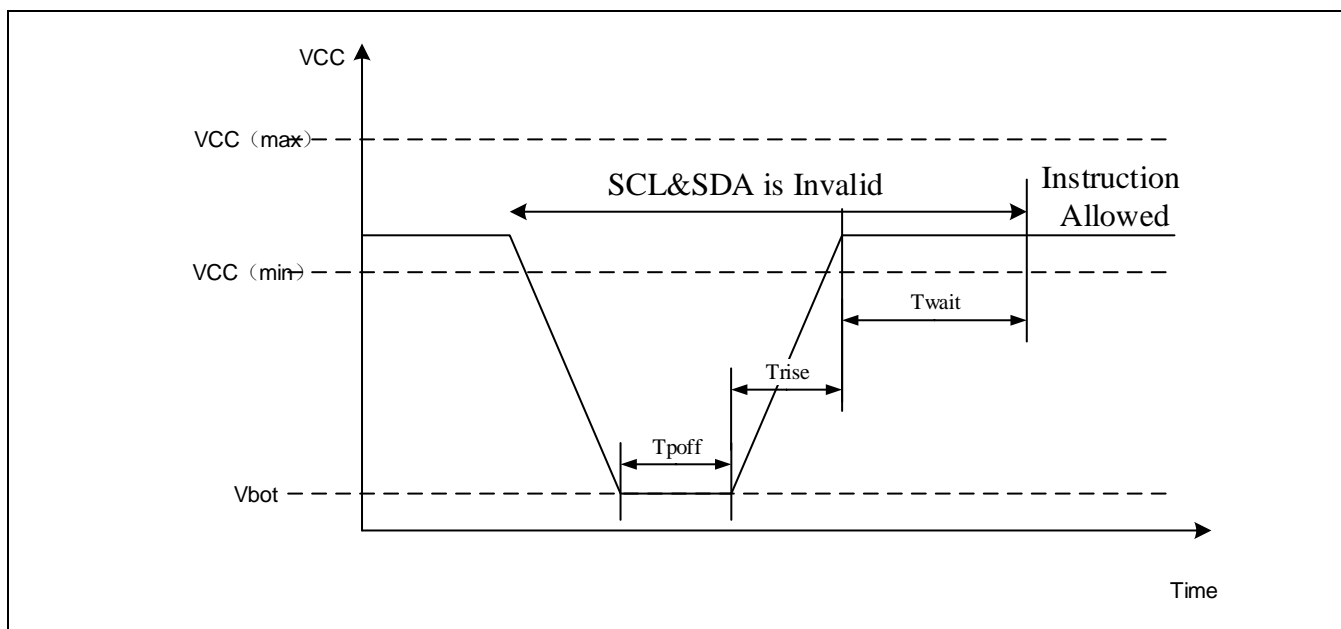 VCC
VCC（max）
SCL&SDA is Invalid
Instruction
Allowed
VCC（min）
Twait
Trise
Tpoff
Vbot
Time